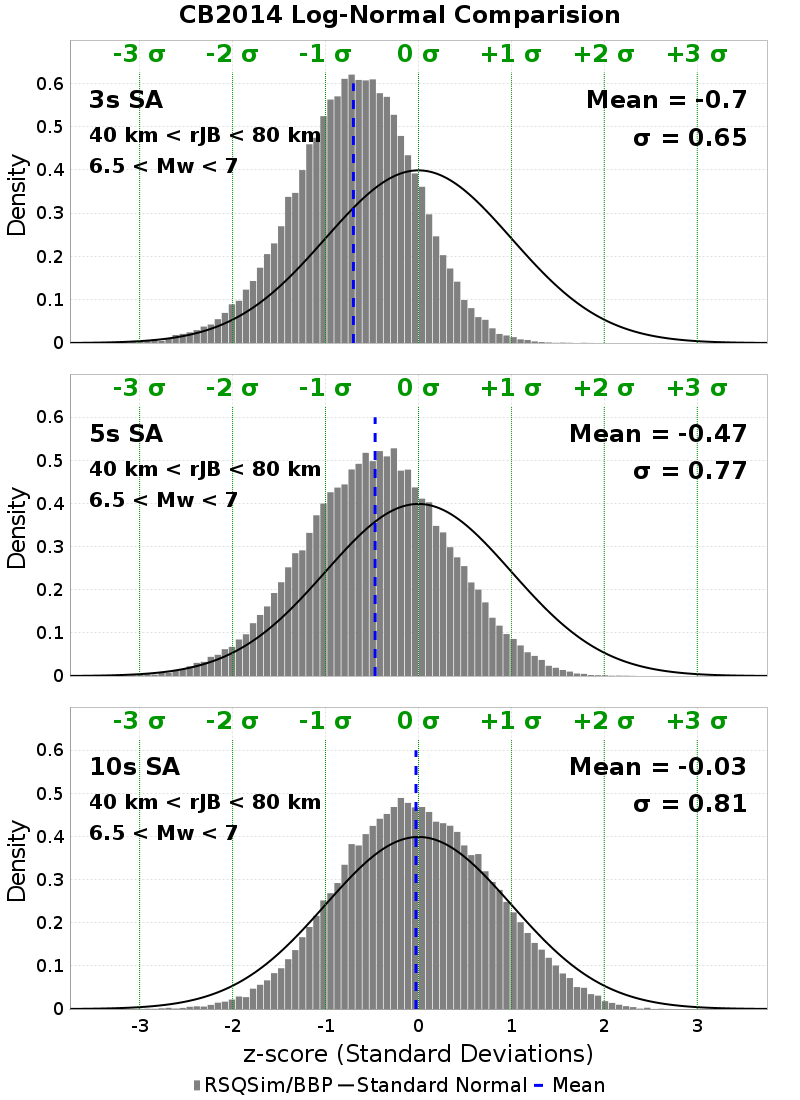 CB2014 Log-Normal Comparision
-3 σ -2 σ -1 σ 0 σ +1 σ +2 σ +3 σ
3s SA
Mean = -0.7
40 km < rJB < 80 km
σ = 0.65
6.5 < Mw < 7
0.6
0.5
0.4
0.3
0.2
0.1
0
Density
-3 σ -2 σ -1 σ 0 σ +1 σ +2 σ +3 σ
5s SA
Mean = -0.47
40 km < rJB < 80 km
σ = 0.77
6.5 < Mw < 7
0.6
0.5
0.4
0.3
0.2
0.1
0
Density
-3 σ -2 σ -1 σ 0 σ +1 σ +2 σ +3 σ
10s SA
Mean = -0.03
40 km < rJB < 80 km
σ = 0.81
6.5 < Mw < 7
0.6
0.5
0.4
0.3
0.2
0.1
0
Density
-3 -2 -1 0 1 2 3
z-score (Standard Deviations)
RSQSim/BBP Standard Normal Mean